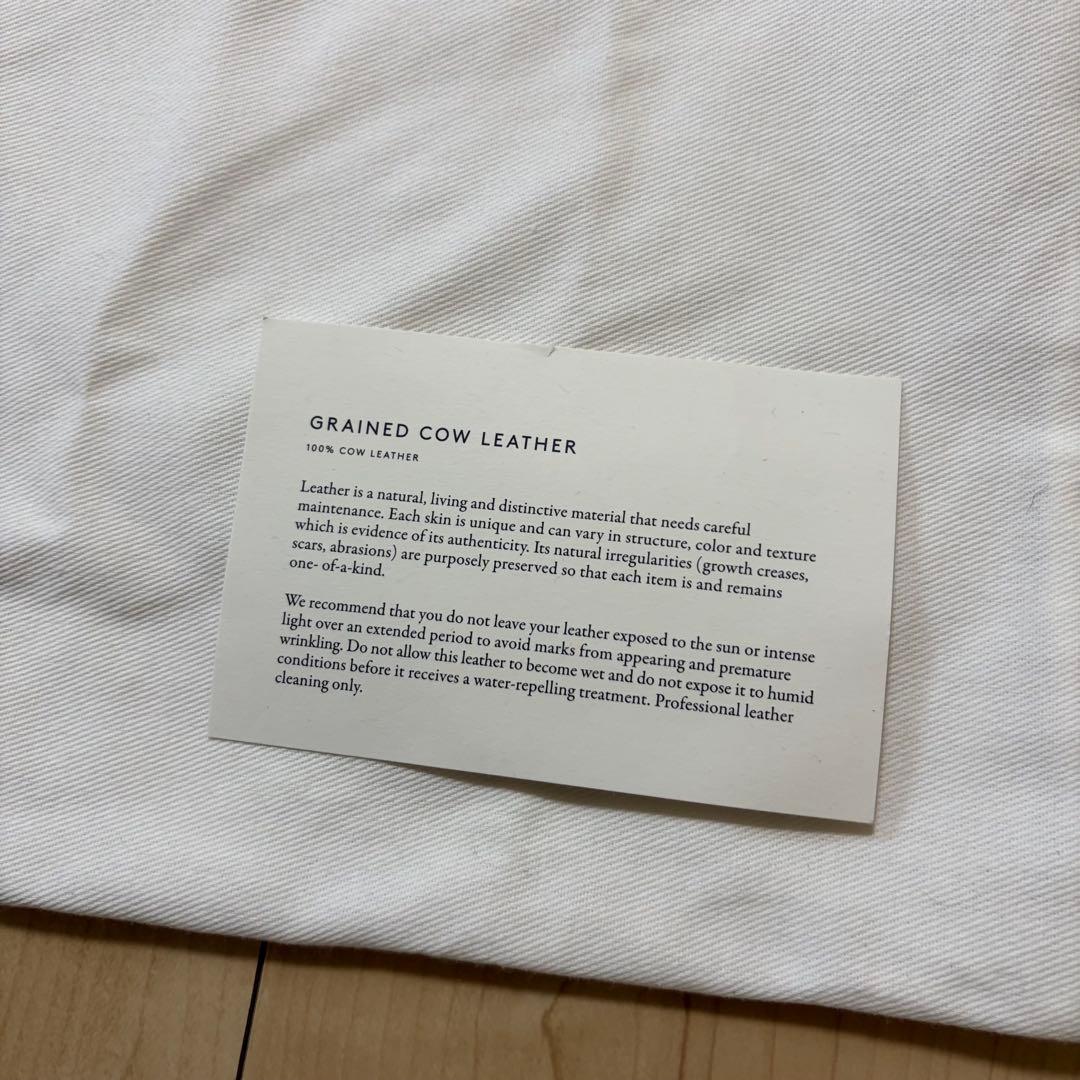 GRAINED COW LEATHER
100% COW LEATHER
Leather is a natural, living and distinctive material that needs careful
maintenance. Each skin is unique and can vary in structure, color and texture
which is evidence of its authenticity. Its natural irregularities (growth creases,
scars, abrasions) are purposely preserved so that each item is and remains
one- of-a-kind.
We recommend that you do not leave your leather exposed to the sun or intense
light over an extended period to avoid marks from appearing and premature
wrinkling. Do not allow this leather to become wet and do not expose it to humid
conditions before it receives a water-repelling treatment. Professional leather
cleaning only.